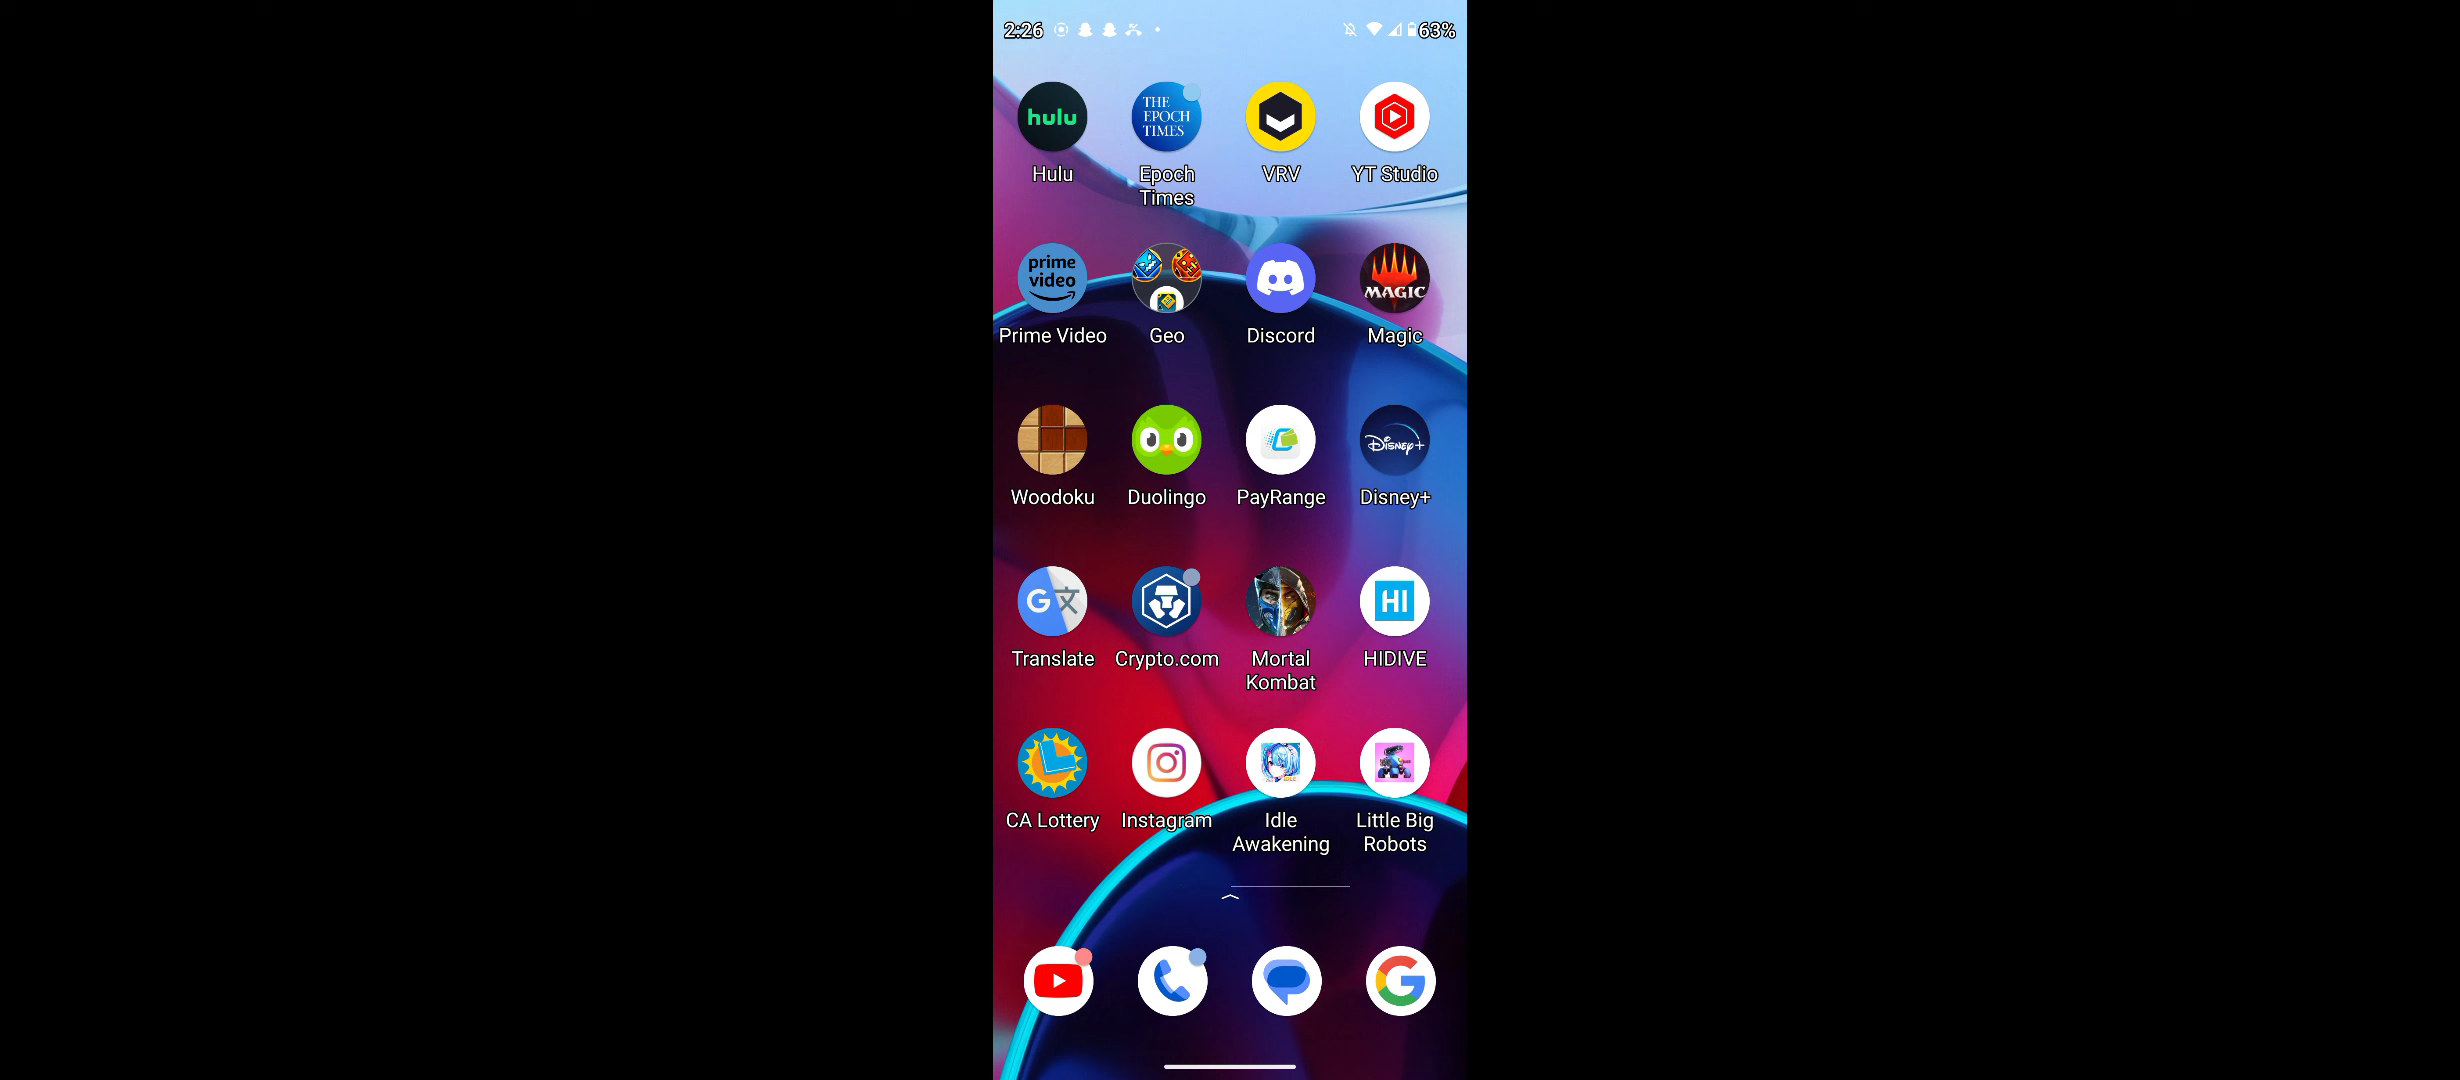 2:26 63%
hulu
THE
EPOCH
TIMES
Hulu
Epoch
Times
VRV
YT Studio
prime
video
MAGIC
Prime Video
Geo
Discord
Magic
Disney+
Woodoku
Duolingo
PayRange
Disney+
G文
HI
Translate
Crypto.com
Mortal
Kombat
HIDIVE
L
CA Lottery
Instagram
Idle
Awakening
Little Big
Robots
G